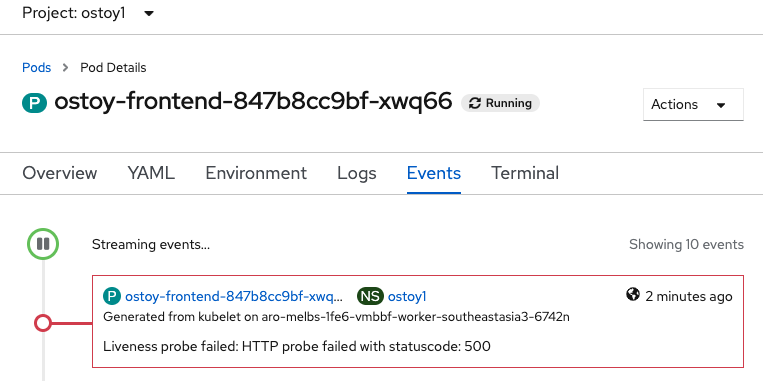 Project: ostoy1
Pods > Pod Details
P ostoy-frontend-847b8cc9bf-xwq66 Running
Actions
Overview YAML Environment Logs Events Terminal
Streaming events... Showing 10 events
P ostoy-frontend-847b8cc9bf-xwq... NS ostoy1 2 minutes ago
Generated from kubelet on aro-melbs-1fe6-vmbbf-worker-southeastasia3-6742n
Liveness probe failed: HTTP probe failed with statuscode: 500